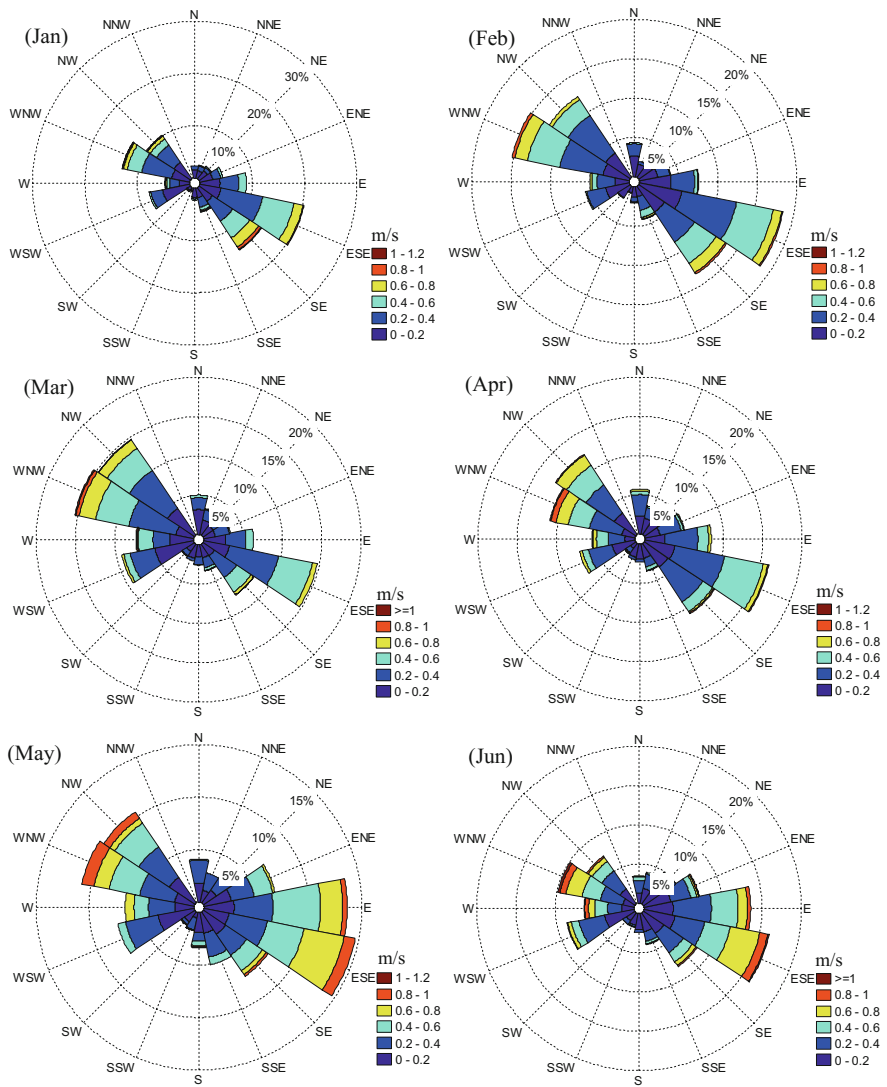 (Jan)
N
NNE
NE
ENE
E
ESE
SE
SSE
S
SSW
SW
WSW
W
WNW
NW
NNW
10%
20%
30%
m/s
1 - 1.2
0.8 - 1
0.6 - 0.8
0.4 - 0.6
0.2 - 0.4
0 - 0.2
(Feb)
N
NNE
NE
ENE
E
ESE
SE
SSE
S
SSW
SW
WSW
W
WNW
NW
NNW
5%
10%
15%
20%
m/s
1 - 1.2
0.8 - 1
0.6 - 0.8
0.4 - 0.6
0.2 - 0.4
0 - 0.2
(Mar)
N
NNE
NE
ENE
E
ESE
SE
SSE
S
SSW
SW
WSW
W
WNW
NW
NNW
5%
10%
15%
20%
m/s
>=1
0.8 - 1
0.6 - 0.8
0.4 - 0.6
0.2 - 0.4
0 - 0.2
(Apr)
N
NNE
NE
ENE
E
ESE
SE
SSE
S
SSW
SW
WSW
W
WNW
NW
NNW
5%
10%
15%
20%
m/s
1 - 1.2
0.8 - 1
0.6 - 0.8
0.4 - 0.6
0.2 - 0.4
0 - 0.2
(May)
N
NNE
NE
ENE
E
ESE
SE
SSE
S
SSW
SW
WSW
W
WNW
NW
NNW
5%
10%
15%
m/s
1 - 1.2
0.8 - 1
0.6 - 0.8
0.4 - 0.6
0.2 - 0.4
0 - 0.2
(Jun)
N
NNE
NE
ENE
E
ESE
SE
SSE
S
SSW
SW
WSW
W
WNW
NW
NNW
5%
10%
15%
20%
m/s
>=1
0.8 - 1
0.6 - 0.8
0.4 - 0.6
0.2 - 0.4
0 - 0.2